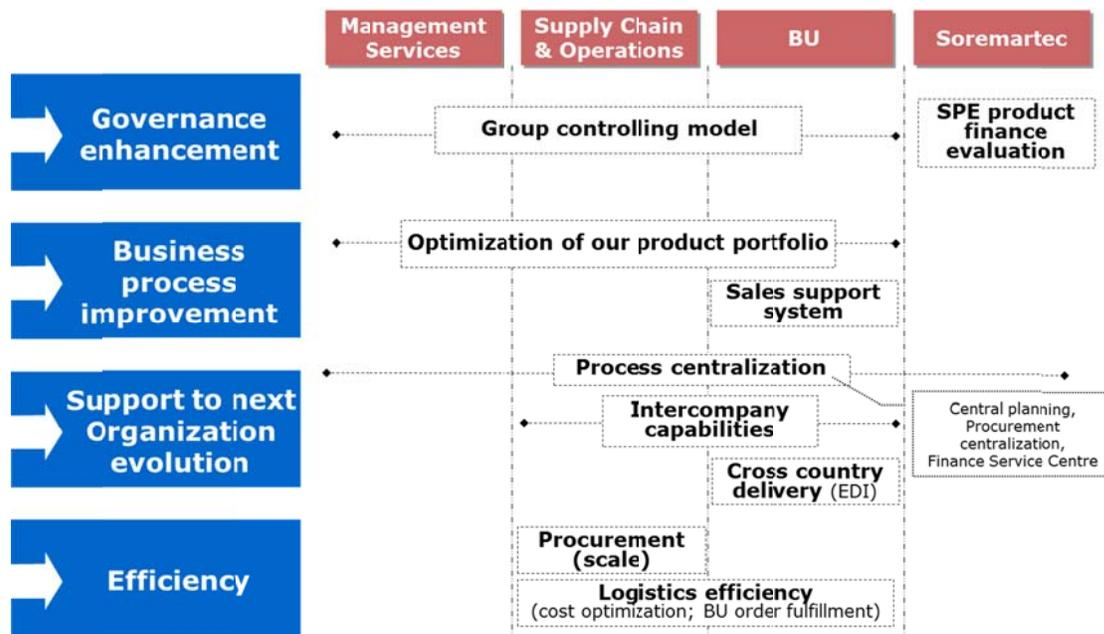 Management
Services
Supply Chain
& Operations
BU
Soremartec
Governance
enhancement
Group controlling model
SPE product
finance
evaluation
Business
process
improvement
Optimization of our product portfolio
Sales support
system
Support to next
Organization
evolution
Process centralization
Intercompany
capabilities
Central planning,
Procurement
centralization,
Finance Service Centre
Cross country
delivery (EDI)
Efficiency
Procurement
(scale)
Logistics efficiency
(cost optimization; BU order fulfillment)